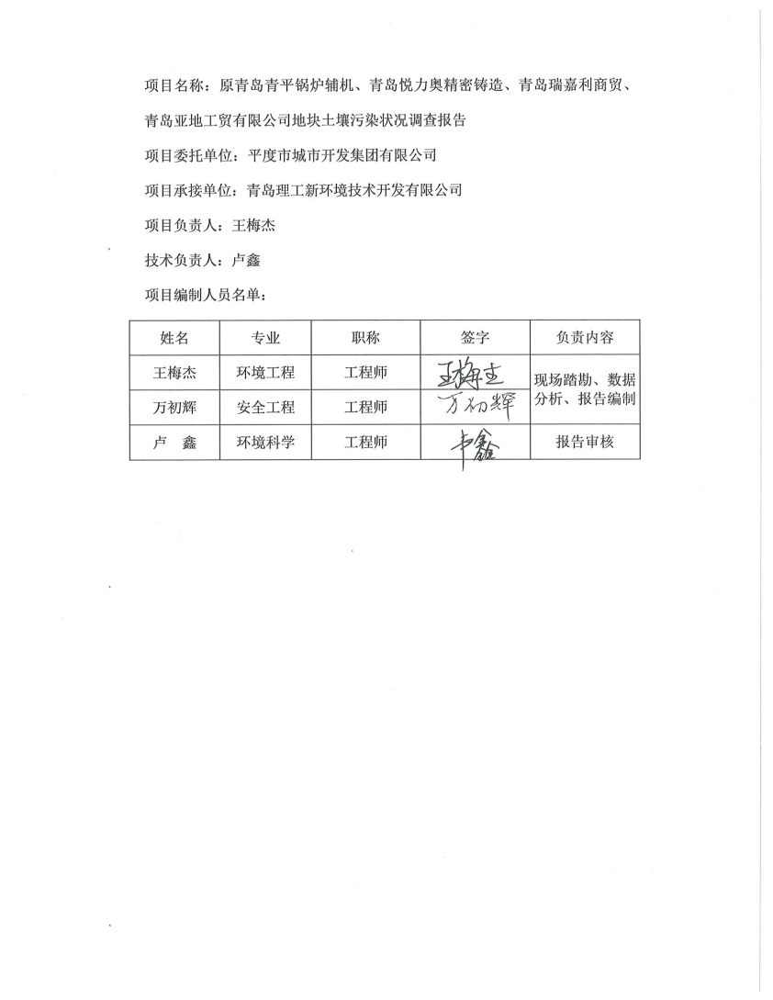 项目名称：原青岛青平锅炉辅机、青岛悦力奥精密铸造、青岛瑞嘉利商贸、
青岛亚地工贸有限公司地块土壤污染状况调查报告
项目委托单位：平度市城市开发集团有限公司
项目承接单位：青岛理工新环境技术开发有限公司
项目负责人：王梅杰
技术负责人：卢鑫
项目编制人员名单：
姓名 专业 职称 签字 负责内容
王梅杰 环境工程 工程师 王梅杰
万初辉 安全工程 工程师 万初辉
现场踏勘、数据
分析、报告编制
卢 鑫 环境科学 工程师 卢鑫 报告审核